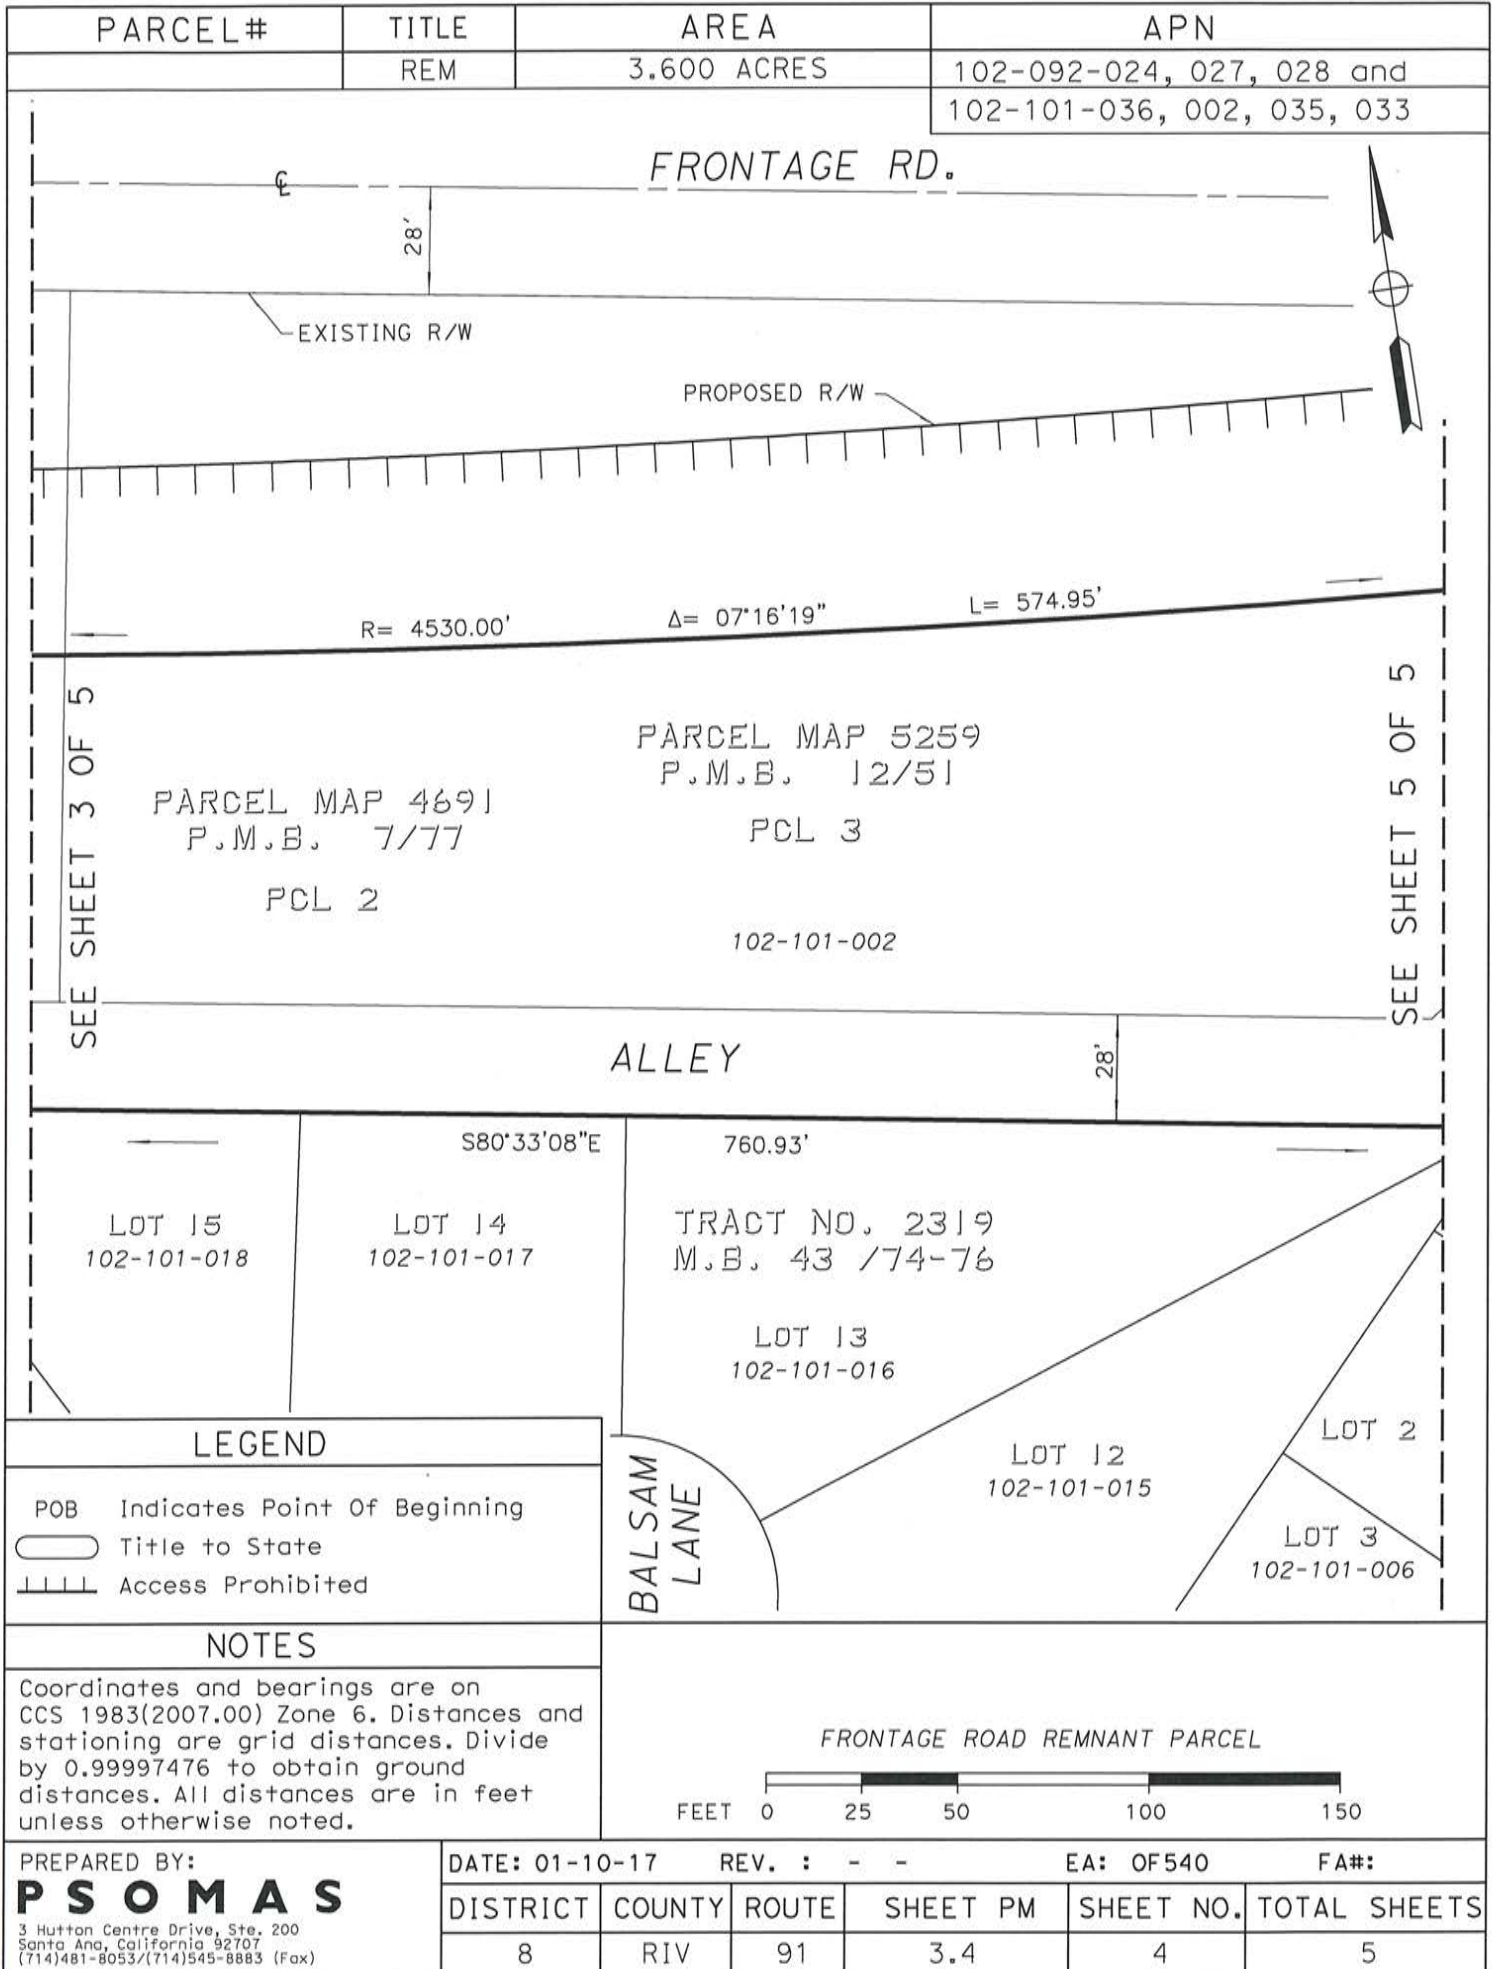 PARCEL# TITLE AREA APN
REM 3.600 ACRES 102-092-024, 027, 028 and
102-101-036, 002, 035, 033
FRONTAGE RD.
℄
28'
EXISTING R/W
PROPOSED R/W
R= 4530.00' Δ= 07°16'19" L= 574.95'
SEE SHEET 3 OF 5
SEE SHEET 5 OF 5
PARCEL MAP 5259
P.M.B. 12/51
PCL 3
102-101-002
PARCEL MAP 4691
P.M.B. 7/77
PCL 2
ALLEY
28'
S80°33'08"E 760.93'
LOT 15
102-101-018
LOT 14
102-101-017
TRACT NO. 2319
M.B. 43 /74-76
LOT 13
102-101-016
LOT 12
102-101-015
LOT 2
LOT 3
102-101-006
BALSAM
LANE
LEGEND
POB Indicates Point Of Beginning
Title to State
Access Prohibited
NOTES
Coordinates and bearings are on
CCS 1983(2007.00) Zone 6. Distances and
stationing are grid distances. Divide
by 0.99997476 to obtain ground
distances. All distances are in feet
unless otherwise noted.
FRONTAGE ROAD REMNANT PARCEL
FEET 0 25 50 100 150
PREPARED BY:
PSOMAS
3 Hutton Centre Drive, Ste. 200
Santa Ana, California 92707
(714)481-8053/(714)545-8883 (Fax)
DATE: 01-10-17 REV. : - - EA: OF540 FA#:
DISTRICT COUNTY ROUTE SHEET PM SHEET NO. TOTAL SHEETS
8 RIV 91 3.4 4 5